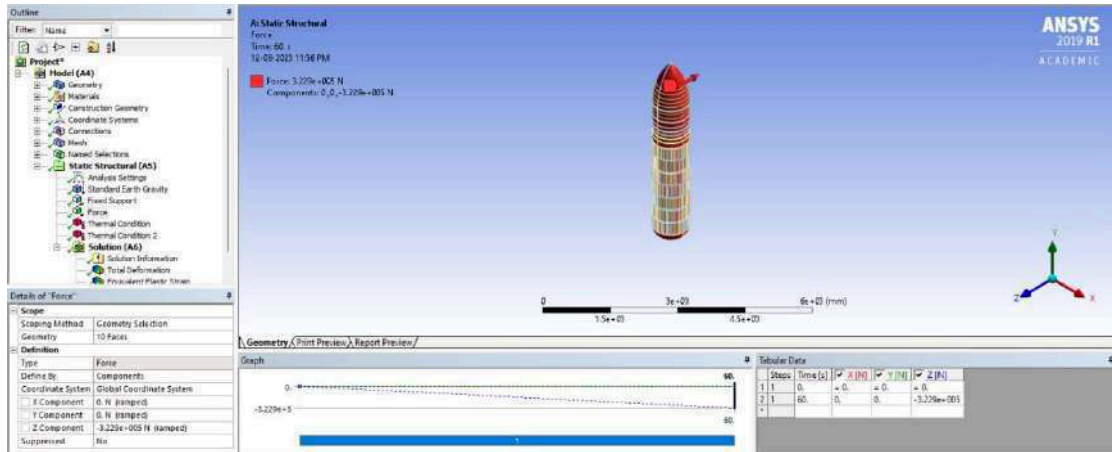 Outline
Filter: Name
Project*
Model (A4)
Geometry
Materials
Construction Geometry
Coordinate Systems
Connections
Mesh
Named Selections
Static Structural (A5)
Analysis Settings
Standard Earth Gravity
Fixed Support
Force
Thermal Condition
Thermal Condition 2
Solution (A6)
Solution Information
Total Deformation
Equivalent Plastic Strain
Details of "Force"
Scope
Scoping Method Geometry Selection
Geometry 10 Faces
Definition
Type Force
Define By Components
Coordinate System Global Coordinate System
X Component 0. N (ramped)
Y Component 0. N (ramped)
Z Component -3.229e+005 N (ramped)
Suppressed No
A: Static Structural
Force
Time: 60. s
12-08-2023 11:56 PM
Force: 3.229e+005 N
Components: 0.,0.,-3.229e+005 N
ANSYS
2019 R1
ACADEMIC
Y
Z X
0 3e+03 6e+03 (mm)
1.5e+03 4.5e+03
Geometry Print Preview Report Preview
Graph
60.
0.
-3.229e+5
60.
1
Tabular Data
Steps Time [s] X [N] Y [N] Z [N]
1 1 0. = 0. = 0. = 0.
2 1 60. 0. 0. -3.229e+005
*